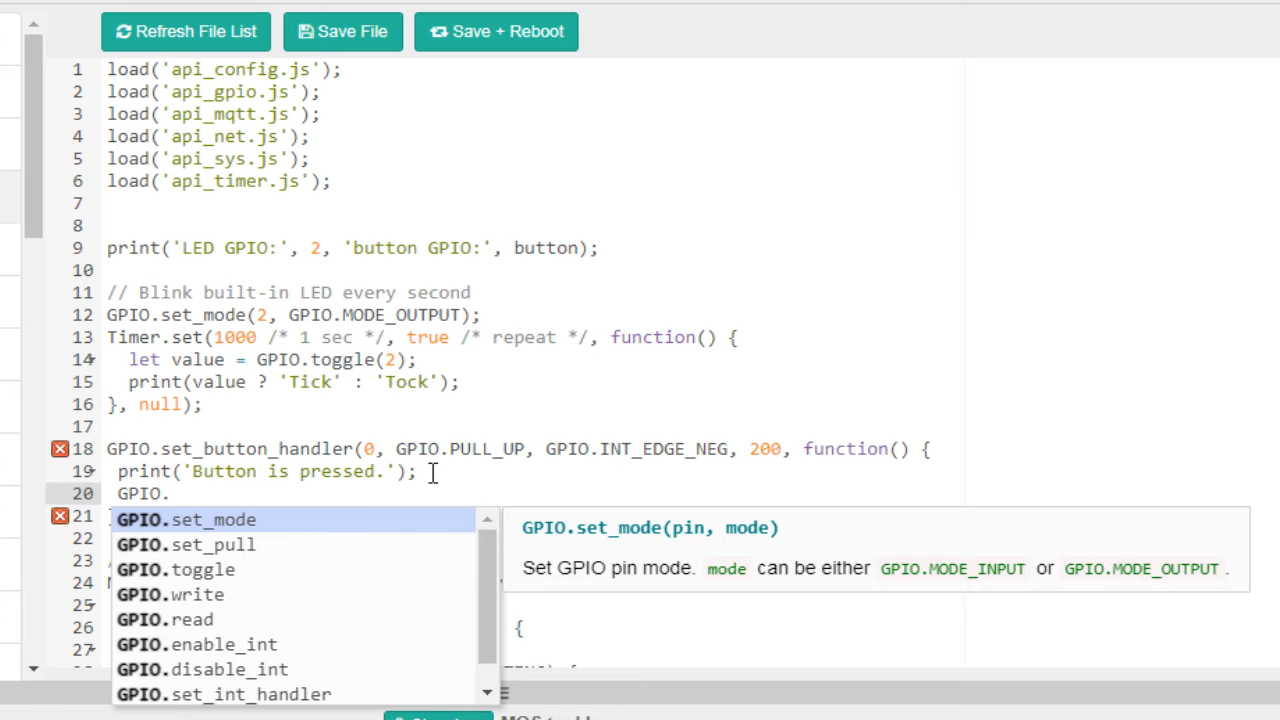 Refresh File List Save File Save + Reboot
1 load('api_config.js');
2 load('api_gpio.js');
3 load('api_mqtt.js');
4 load('api_net.js');
5 load('api_sys.js');
6 load('api_timer.js');
7
8
9 print('LED GPIO:', 2, 'button GPIO:', button);
10
11 // Blink built-in LED every second
12 GPIO.set_mode(2, GPIO.MODE_OUTPUT);
13 Timer.set(1000 /* 1 sec */, true /* repeat */, function() {
14 let value = GPIO.toggle(2);
15 print(value ? 'Tick' : 'Tock');
16 }, null);
17
18 GPIO.set_button_handler(0, GPIO.PULL_UP, GPIO.INT_EDGE_NEG, 200, function() {
19 print('Button is pressed.');
20 GPIO.
21
22
23
24
25
26 {
27
GPIO.set_mode
GPIO.set_pull
GPIO.toggle
GPIO.write
GPIO.read
GPIO.enable_int
GPIO.disable_int
GPIO.set_int_handler
GPIO.set_mode(pin, mode)
Set GPIO pin mode. mode can be either GPIO.MODE_INPUT or GPIO.MODE_OUTPUT.